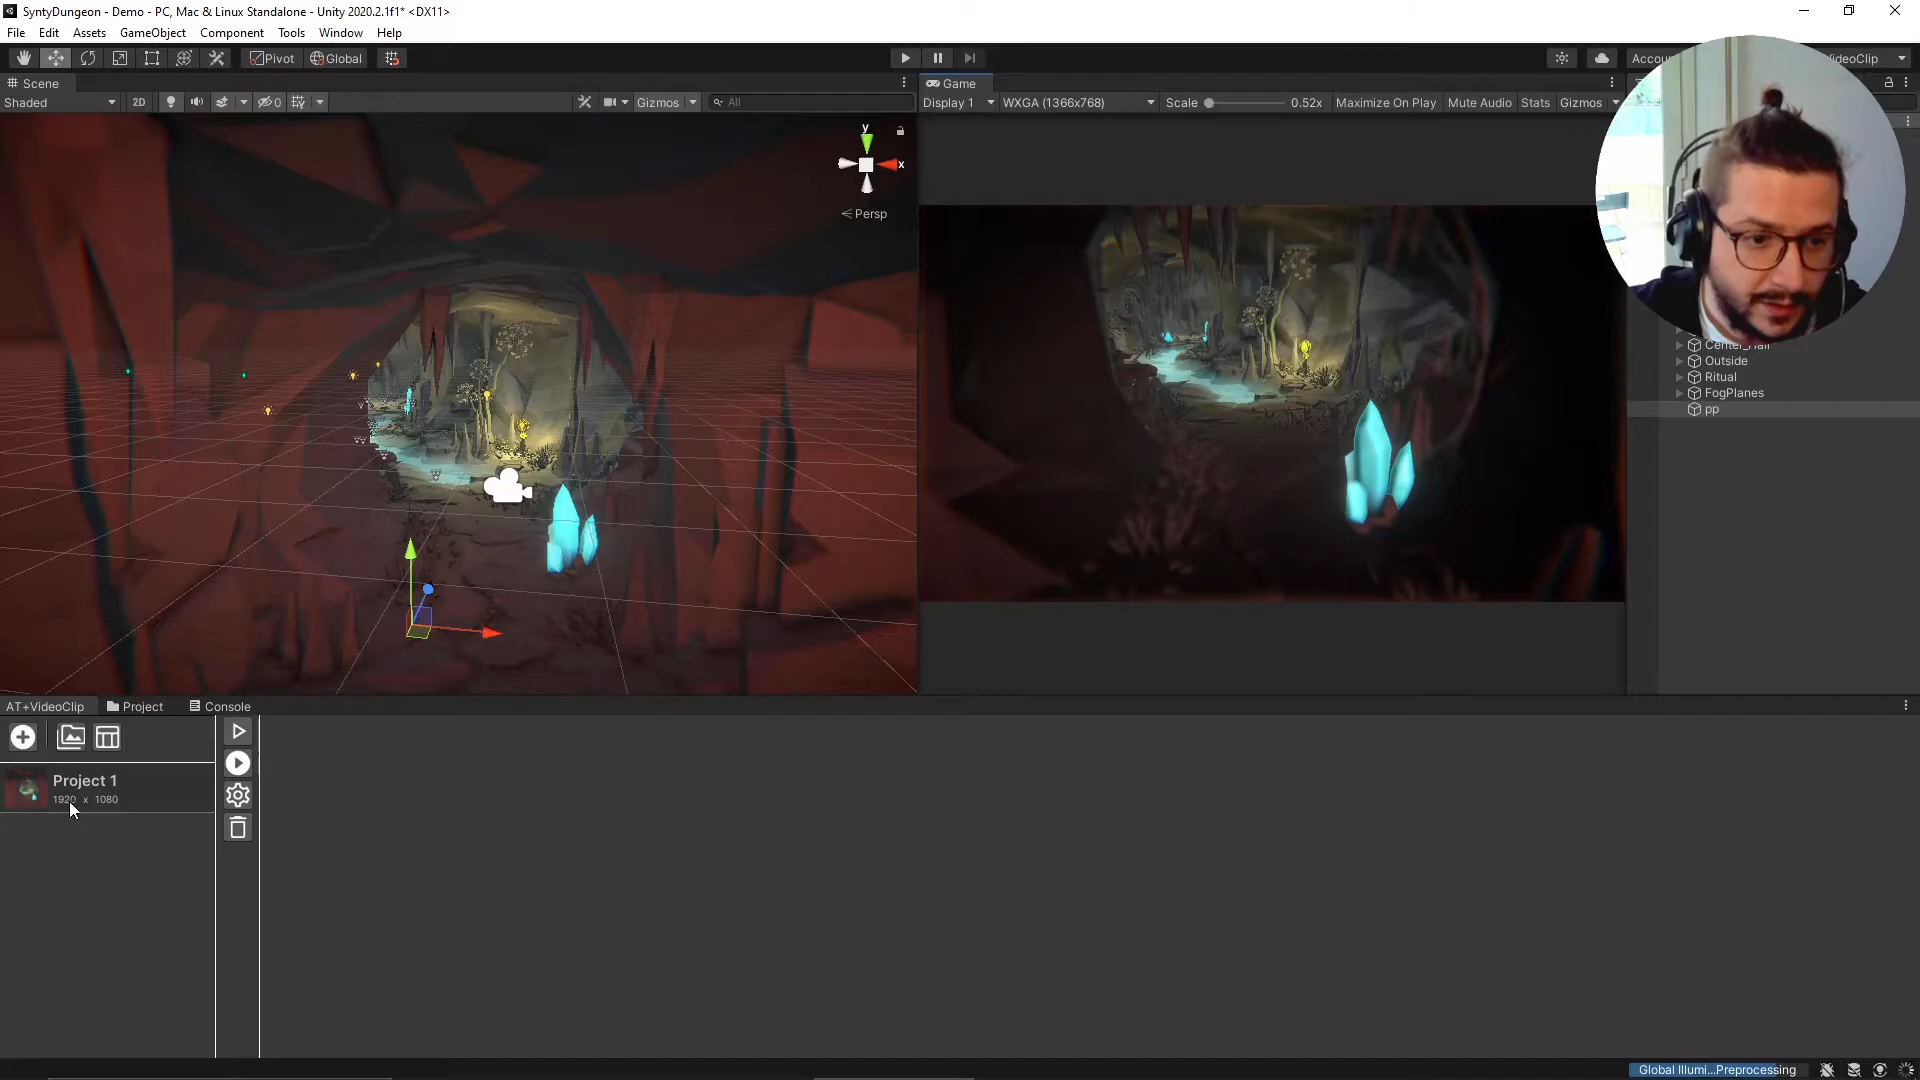 SyntyDungeon - Demo - PC, Mac & Linux Standalone - Unity 2020.2.1f1* <DX11>
File Edit Assets GameObject Component Tools Window Help
Pivot Global
Scene
Game
Shaded 2D 0 Gizmos All
Display 1 WXGA (1366x768) Scale 0.52x Maximize On Play Mute Audio Stats Gizmos
y
x
Persp
Outside
Ritual
FogPlanes
pp
AT+VideoClip Project Console
Project 1
1920 x 1080
Global Illumi...Preprocessing